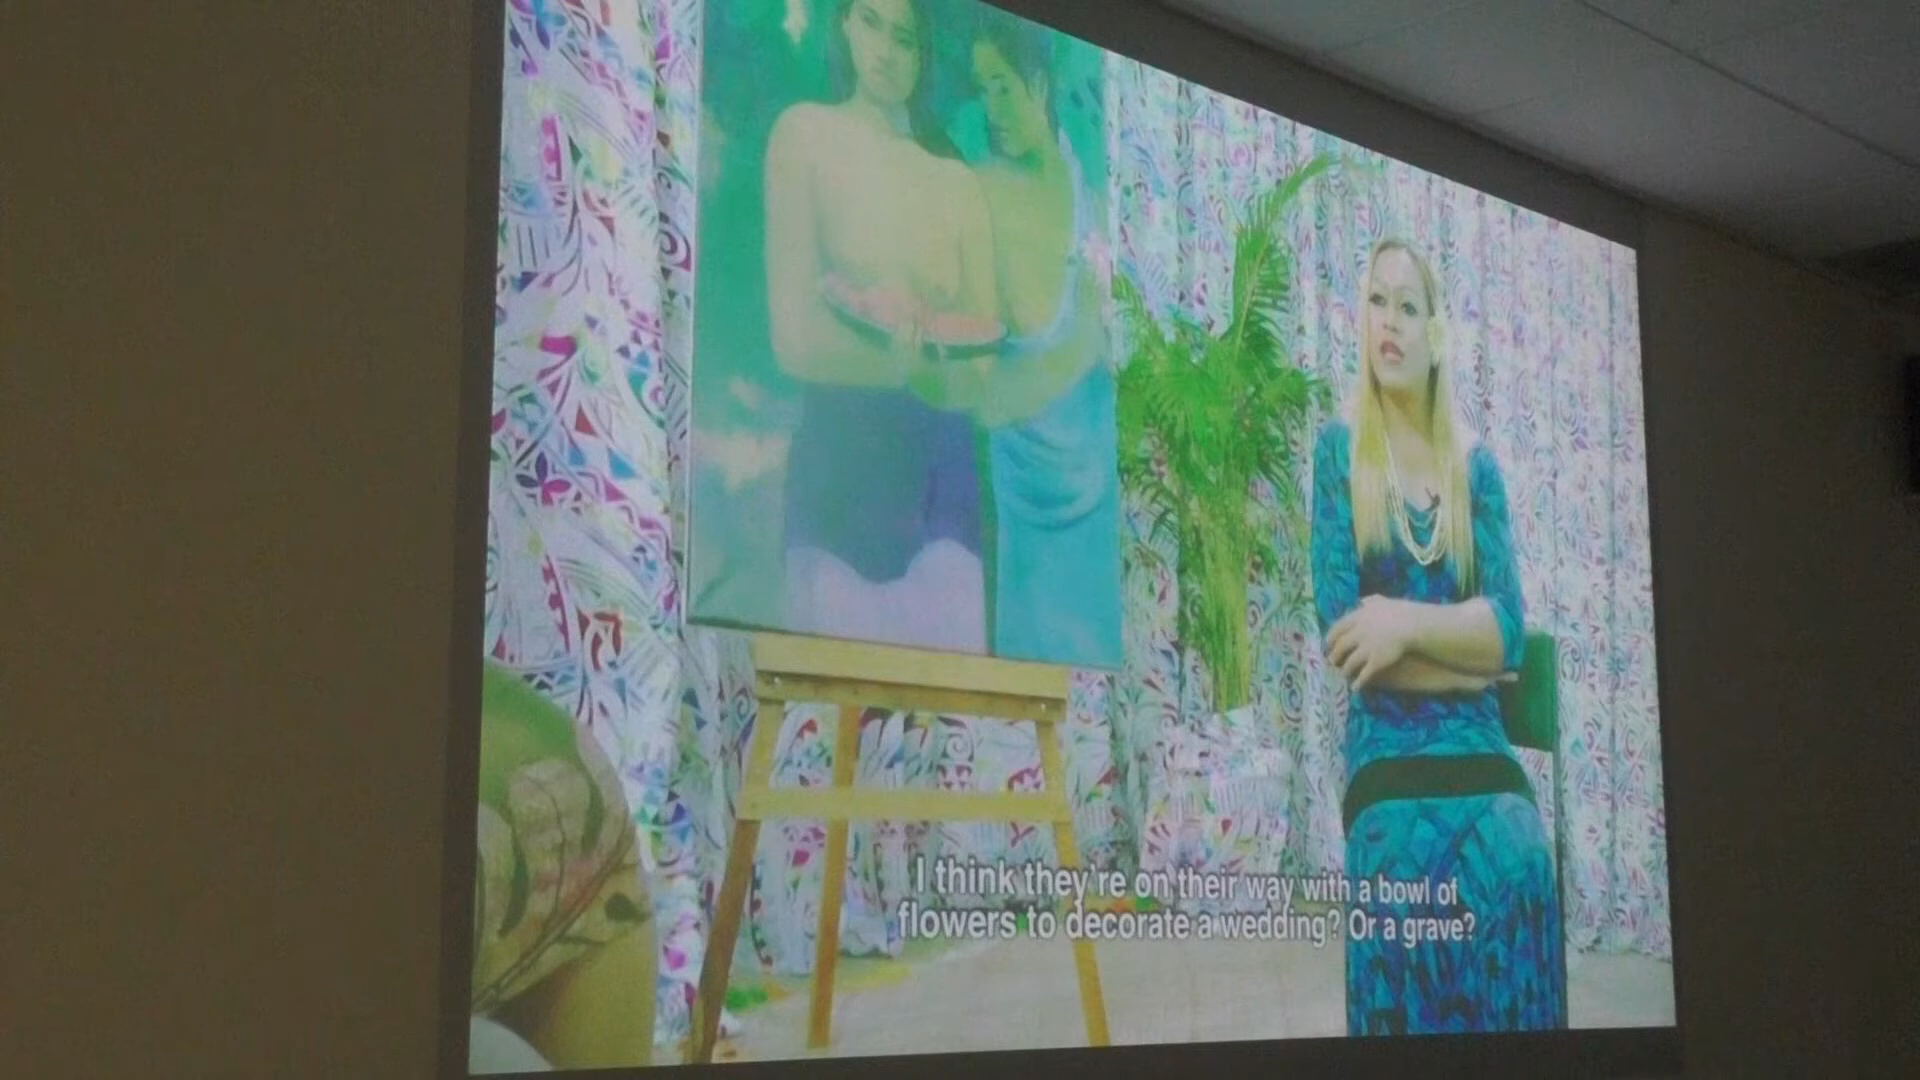 I think they're on their way with a bowl of
flowers to decorate a wedding? Or a grave?